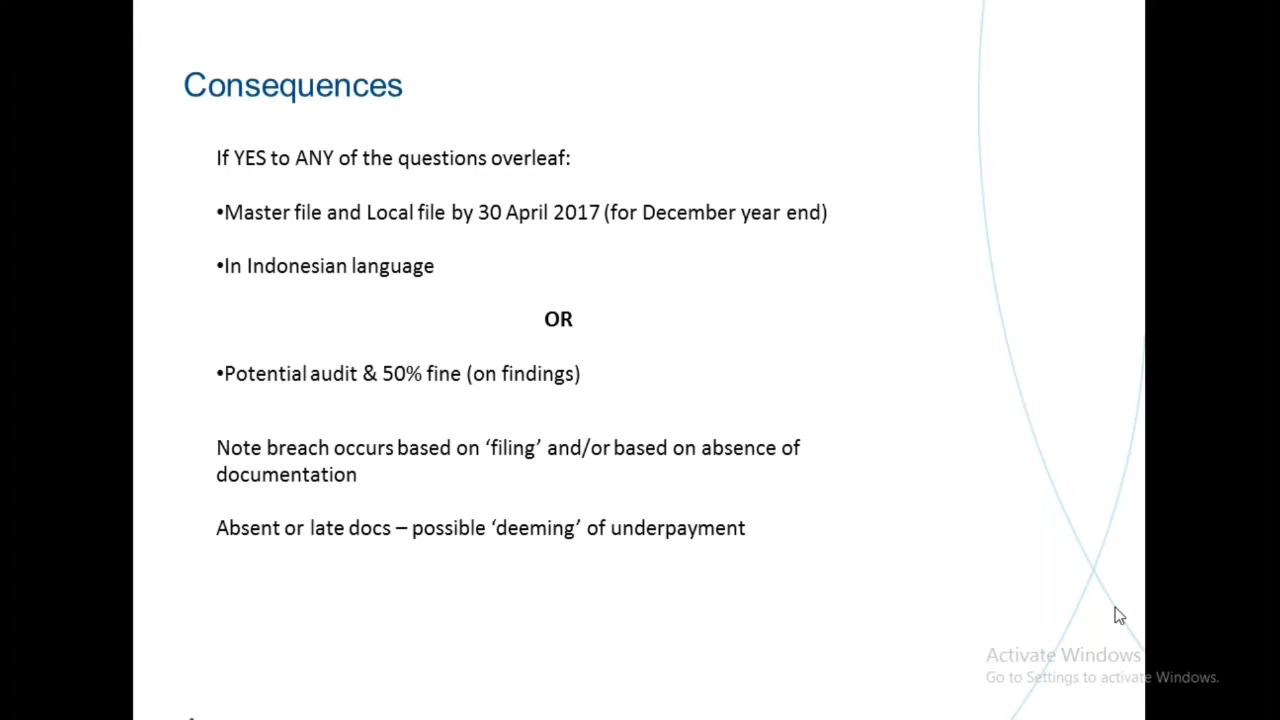 Consequences
If YES to ANY of the questions overleaf:
•Master file and Local file by 30 April 2017 (for December year end)
•In Indonesian language
OR
•Potential audit & 50% fine (on findings)
Note breach occurs based on ‘filing’ and/or based on absence of
documentation
Absent or late docs – possible ‘deeming’ of underpayment
Activate Windows
Go to Settings to activate Windows.